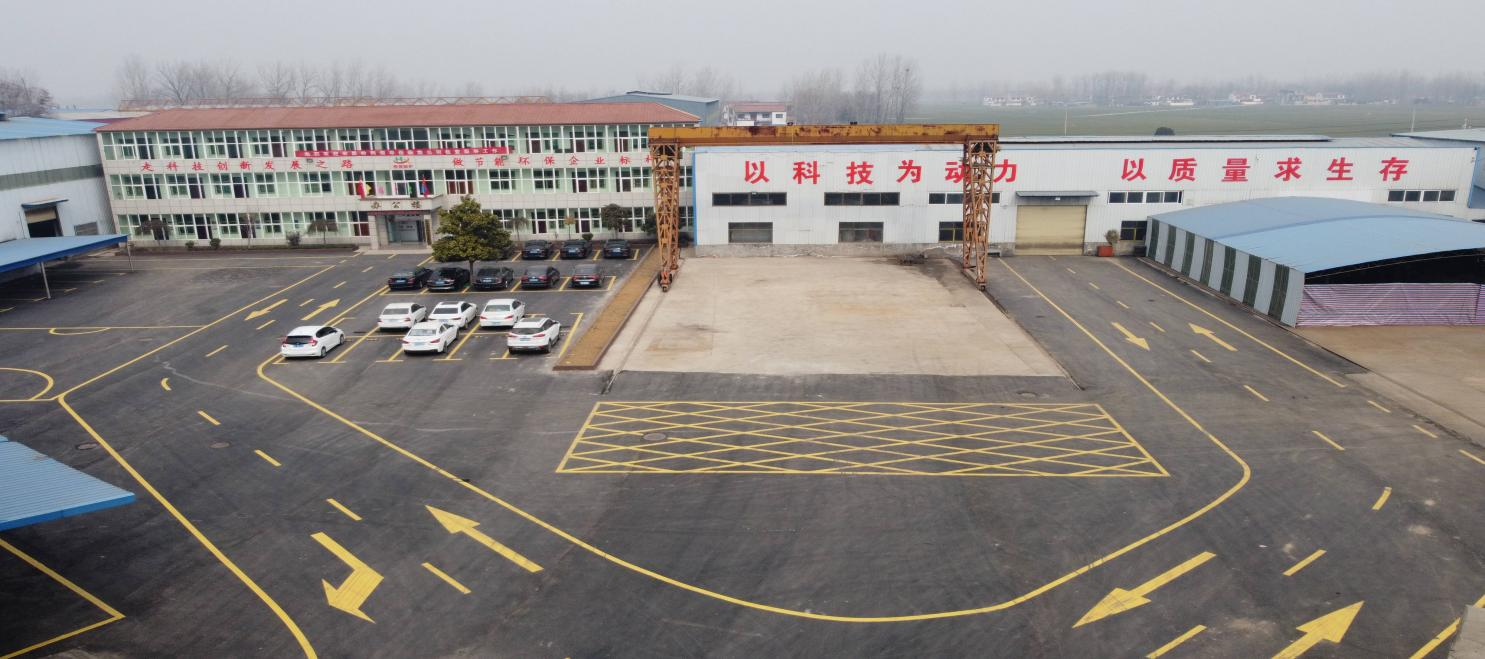 走科技创新发展之路
做节能环保企业标杆
办公楼
以科技为动力
以质量求生存